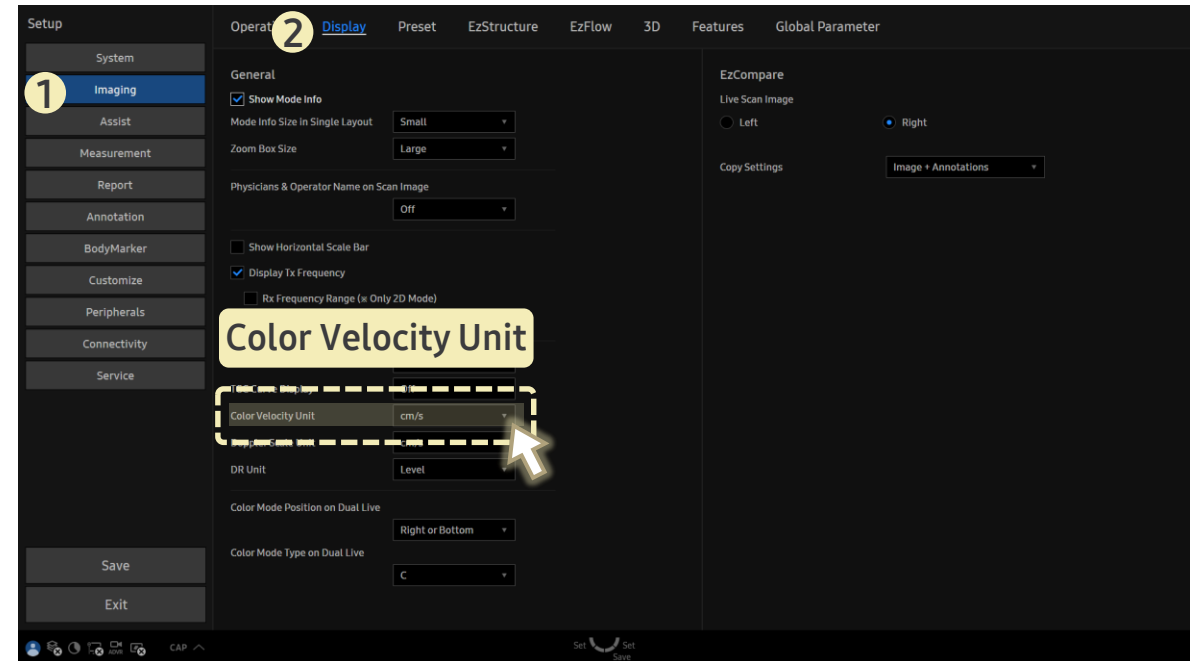 Setup
Operat 2 Display Preset EzStructure EzFlow 3D Features Global Parameter
System
1 Imaging
Assist
Measurement
Report
Annotation
BodyMarker
Customize
Peripherals
Connectivity
Service
Save
Exit
General
Show Mode Info
Mode Info Size in Single Layout Small
Zoom Box Size Large
Physicians & Operator Name on Scan Image
Off
Show Horizontal Scale Bar
Display Tx Frequency
Rx Frequency Range (※ Only 2D Mode)
Color Velocity Unit
Color Velocity Unit cm/s
DR Unit Level
Color Mode Position on Dual Live
Right or Bottom
Color Mode Type on Dual Live
C
EzCompare
Live Scan Image
Left Right
Copy Settings Image + Annotations
CAP
Set Set
Save